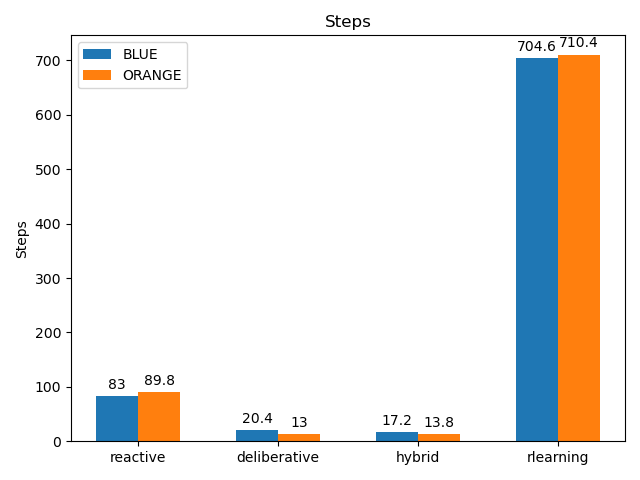 Steps
BLUE
ORANGE
Steps
700
600
500
400
300
200
100
0
83
89.8
20.4
13
17.2
13.8
704.6
710.4
reactive
deliberative
hybrid
rlearning